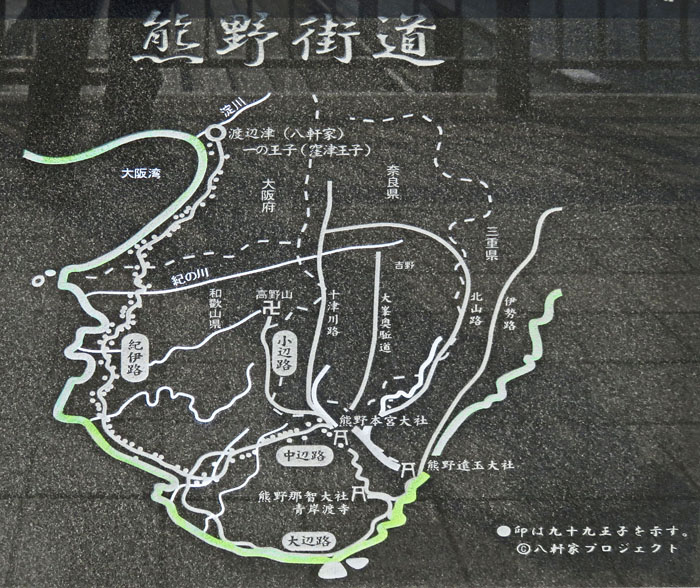 熊野街道
淀川
渡辺津（八軒家）
一の王子（窪津王子）
大阪湾
大阪府
奈良県
三重県
紀の川
吉野
高野山
和歌山県
十津川路
大峯奥駈道
北山路
伊勢路
紀伊路
小辺路
熊野本宮大社
中辺路
熊野速玉大社
熊野那智大社
青岸渡寺
大辺路
●印は九十九王子を示す。
©八軒家プロジェクト